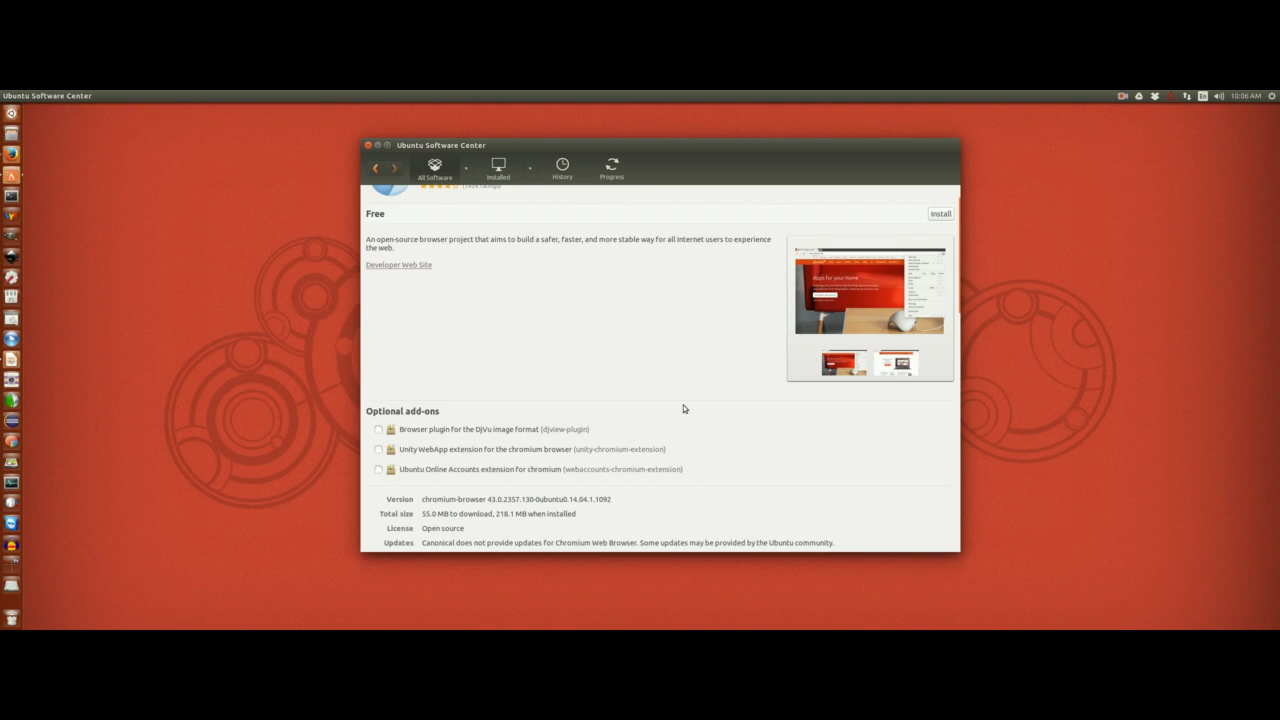 Ubuntu Software Center
En
10:06 AM
Ubuntu Software Center
All Software
Installed
History
Progress
Free
Install
An open-source browser project that aims to build a safer, faster, and more stable way for all Internet users to experience
the web.
Developer Web Site
Apps for your home
Optional add-ons
Browser plugin for the DjVu image format (djview-plugin)
Unity WebApp extension for the chromium browser (unity-chromium-extension)
Ubuntu Online Accounts extension for chromium (webaccounts-chromium-extension)
Version chromium-browser 43.0.2357.130-0ubuntu0.14.04.1.1092
Total size 55.0 MB to download, 218.1 MB when installed
License Open source
Updates Canonical does not provide updates for Chromium Web Browser. Some updates may be provided by the Ubuntu community.